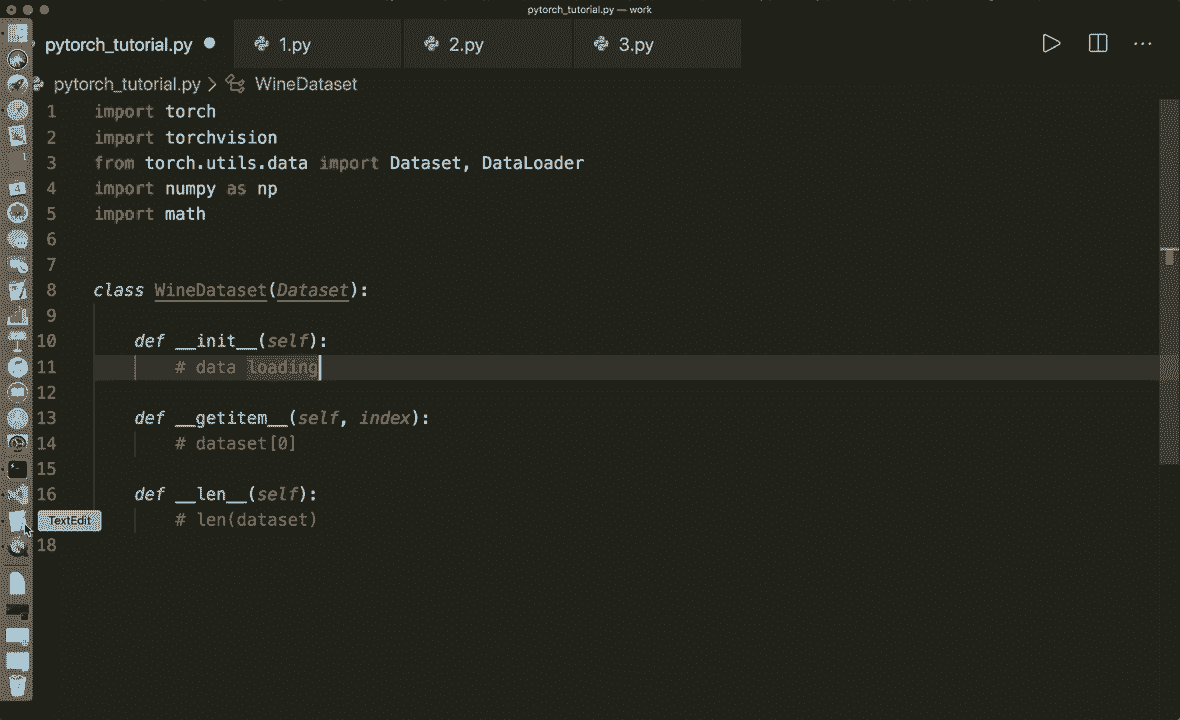 pytorch_tutorial.py — work
pytorch_tutorial.py 1.py 2.py 3.py
pytorch_tutorial.py > WineDataset
1 import torch
2 import torchvision
3 from torch.utils.data import Dataset, DataLoader
4 import numpy as np
5 import math
6
7
8 class WineDataset(Dataset):
9
10 def __init__(self):
11 # data loading
12
13 def __getitem__(self, index):
14 # dataset[0]
15
16 def __len__(self):
TextEdit # len(dataset)
18